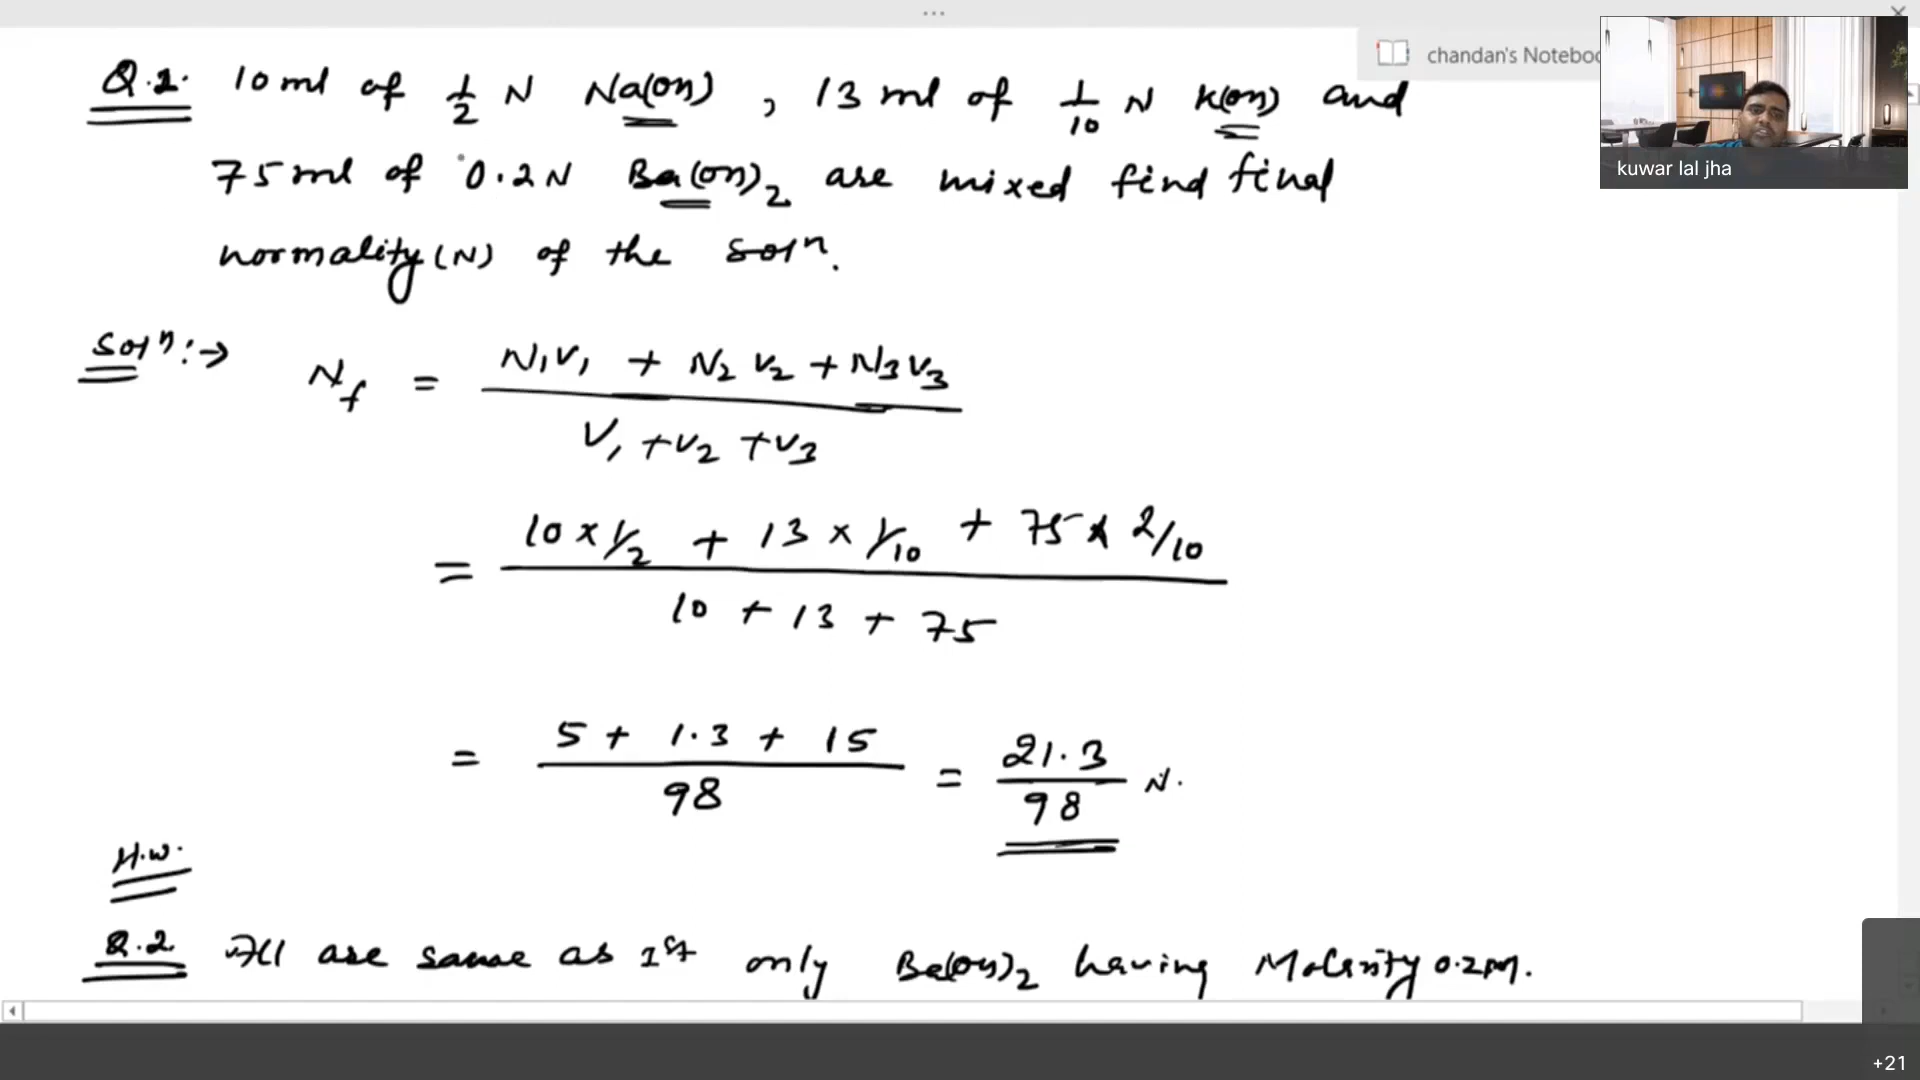 chandan's Notebo
kuwar lal jha
Q.1. 10 ml of 1/2 N Na(OH), 13 ml of 1/10 N K(OH) and
75 ml of 0.2 N Ba(OH)2 are mixed find final
normality (N) of the Solⁿ.
Solⁿ:→ Nf = N1V1 + N2V2 + N3V3 / V1 + V2 + V3
= 10 × 1/2 + 13 × 1/10 + 75 × 2/10 / 10 + 13 + 75
= 5 + 1.3 + 15 / 98 = 21.3 / 98 N.
H.W.
Q.2. All are same as 1st only Ba(OH)2 having Molarity 0.2M.
+21